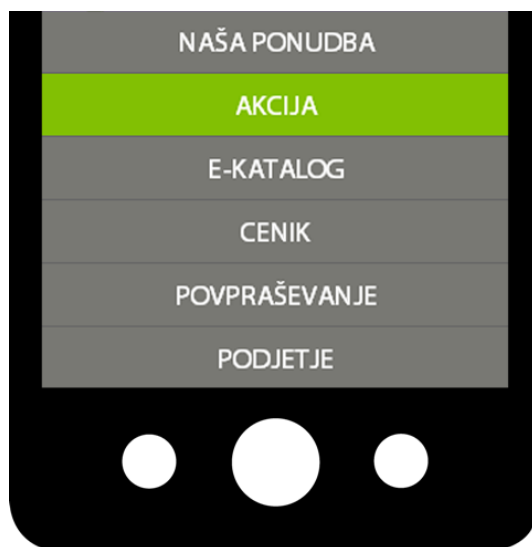 NAŠA PONUDBA
AKCIJA
E-KATALOG
CENIK
POVPRAŠEVANJE
PODJETJE